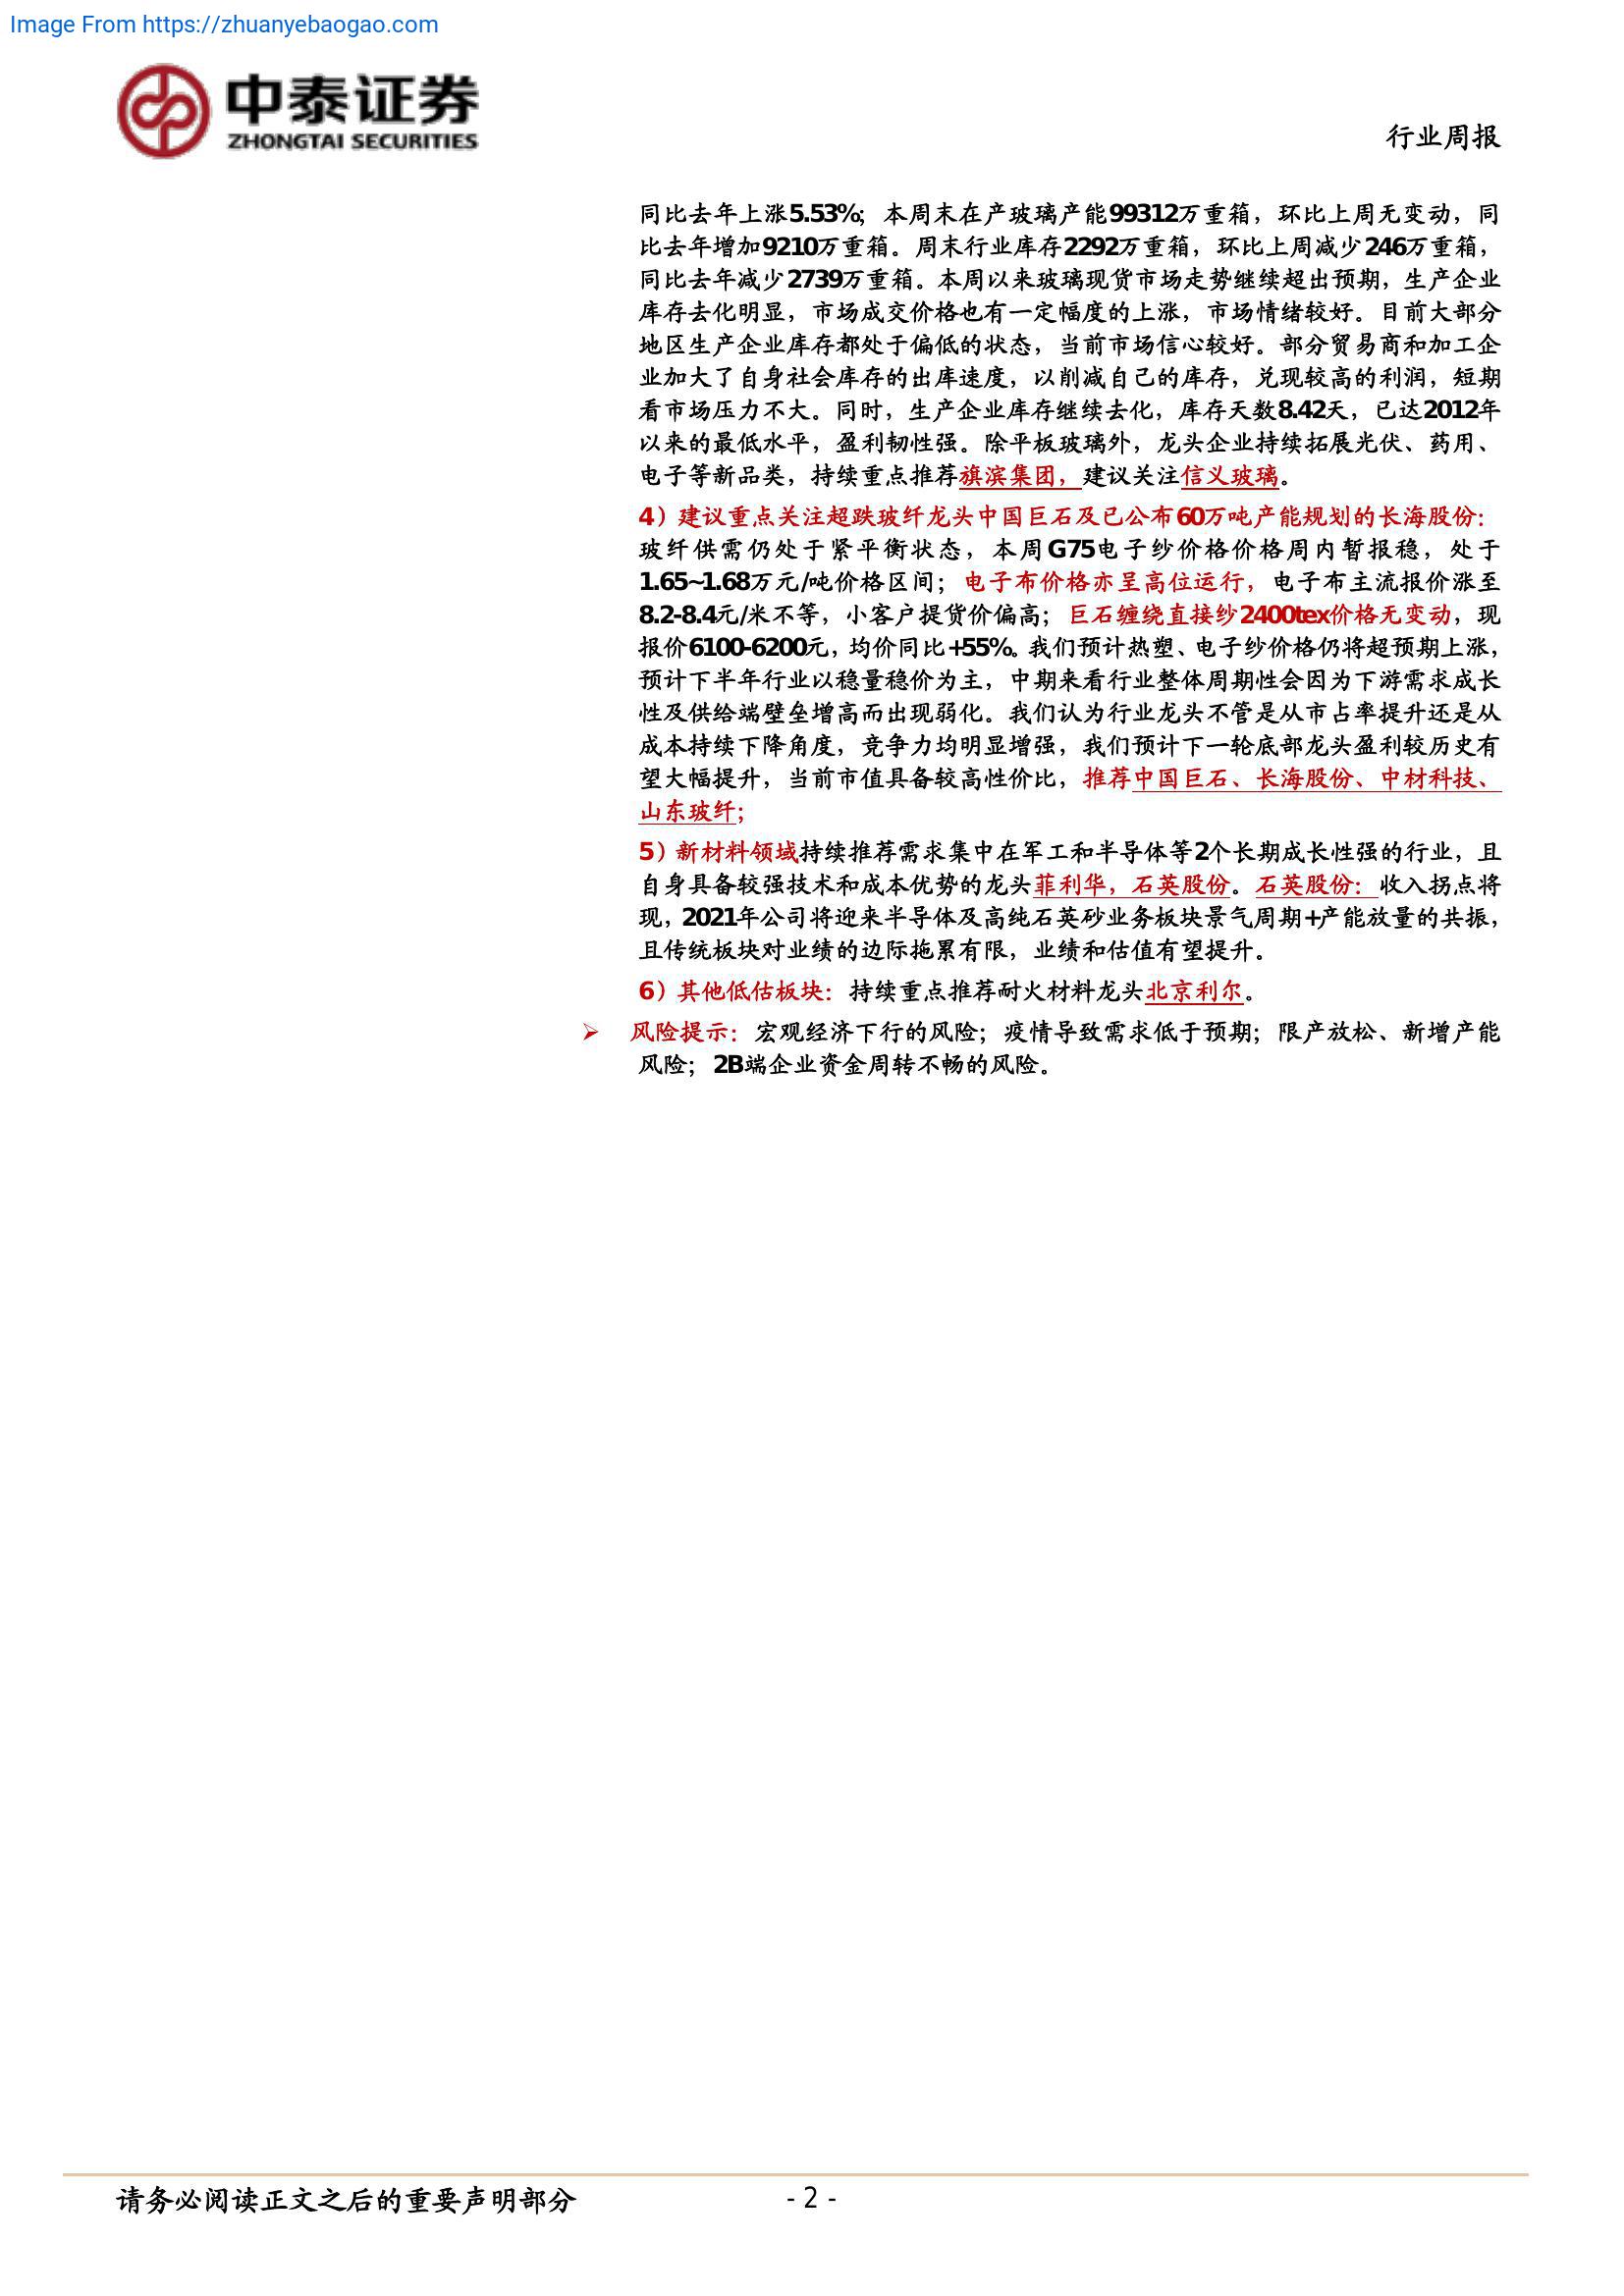 Image From https://zhuanyebaogao.com
中泰证券
ZHONGTAI SECURITIES
行业周报
同比去年上涨5.53%；本周末在产玻璃产能99312万重箱，环比上周无变动，同
比去年增加9210万重箱。周末行业库存2292万重箱，环比上周减少246万重箱，
同比去年减少2739万重箱。本周以来玻璃现货市场走势继续超出预期，生产企业
库存去化明显，市场成交价格也有一定幅度的上涨，市场情绪较好。目前大部分
地区生产企业库存都处于偏低的状态，当前市场信心较好。部分贸易商和加工企
业加大了自身社会库存的出库速度，以削减自己的库存，兑现较高的利润，短期
看市场压力不大。同时，生产企业库存继续去化，库存天数8.42天，已达2012年
以来的最低水平，盈利韧性强。除平板玻璃外，龙头企业持续拓展光伏、药用、
电子等新品类，持续重点推荐旗滨集团，建议关注信义玻璃。
4）建议重点关注超跌玻纤龙头中国巨石及已公布60万吨产能规划的长海股份：
玻纤供需仍处于紧平衡状态，本周G75电子纱价格价格周内暂报稳，处于
1.65~1.68万元/吨价格区间；电子布价格亦呈高位运行，电子布主流报价涨至
8.2-8.4元/米不等，小客户提货价偏高；巨石缠绕直接纱2400tex价格无变动，现
报价6100-6200元，均价同比+55%。我们预计热塑、电子纱价格仍将超预期上涨，
预计下半年行业以稳量稳价为主，中期来看行业整体周期性会因为下游需求成长
性及供给端壁垒增高而出现弱化。我们认为行业龙头不管是从市占率提升还是从
成本持续下降角度，竞争力均明显增强，我们预计下一轮底部龙头盈利较历史有
望大幅提升，当前市值具备较高性价比，推荐中国巨石、长海股份、中材科技、
山东玻纤；
5）新材料领域持续推荐需求集中在军工和半导体等2个长期成长性强的行业，且
自身具备较强技术和成本优势的龙头菲利华，石英股份。石英股份：收入拐点将
现，2021年公司将迎来半导体及高纯石英砂业务板块景气周期+产能放量的共振，
且传统板块对业绩的边际拖累有限，业绩和估值有望提升。
6）其他低估板块：持续重点推荐耐火材料龙头北京利尔。
➢ 风险提示：宏观经济下行的风险；疫情导致需求低于预期；限产放松、新增产能
风险；2B端企业资金周转不畅的风险。
请务必阅读正文之后的重要声明部分
- 2 -